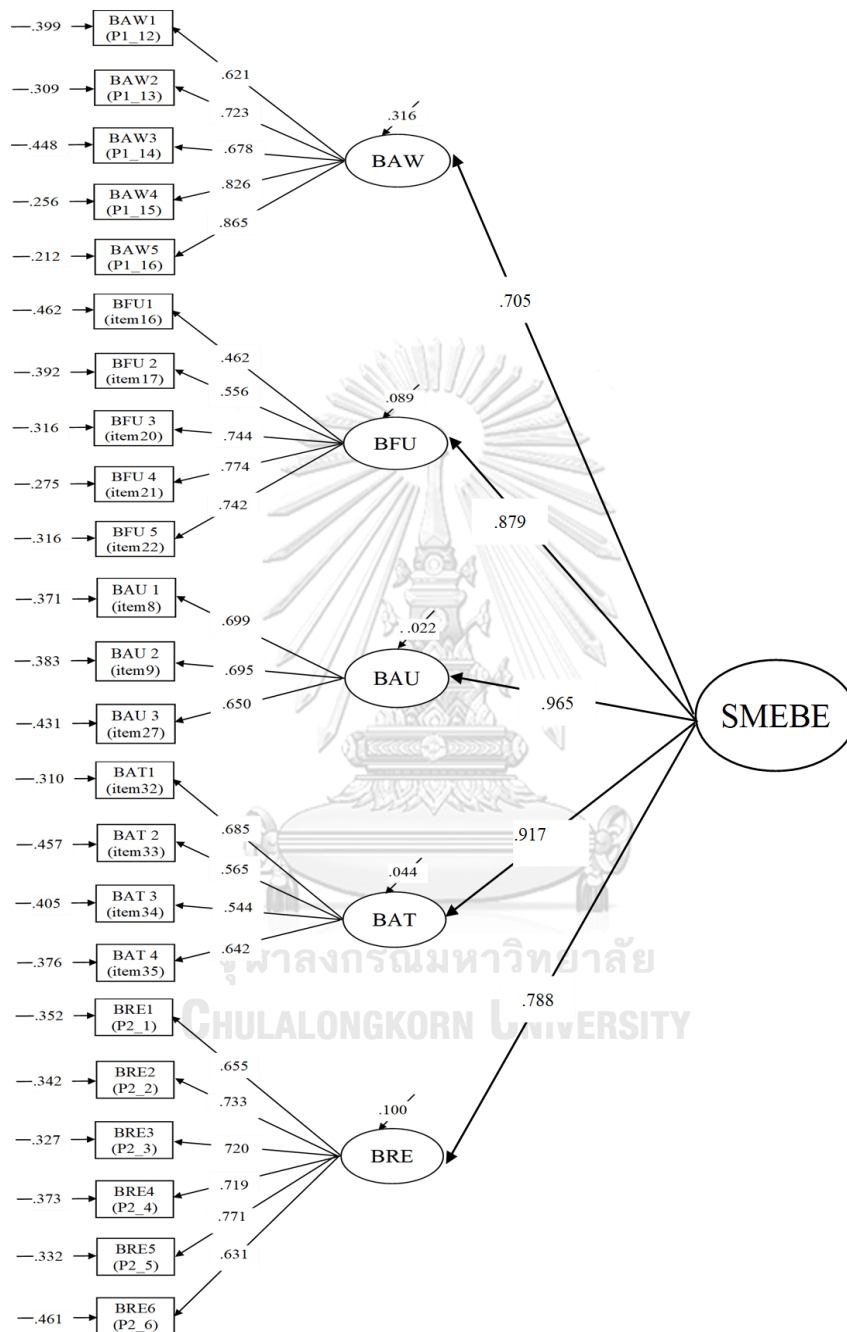 .399
BAW1
(P1_12)
.621
.309
BAW2
(P1_13)
.723
.448
BAW3
(P1_14)
.678
.256
BAW4
(P1_15)
.826
.212
BAW5
(P1_16)
.865
.316
BAW
.705
.462
BFU1
(item16)
.462
.392
BFU 2
(item17)
.556
.316
BFU 3
(item20)
.744
.275
BFU 4
(item21)
.774
.316
BFU 5
(item22)
.742
.089
BFU
.879
.371
BAU 1
(item8)
.699
.383
BAU 2
(item9)
.695
.431
BAU 3
(item27)
.650
.022
BAU
.965
SMEBE
.310
BAT1
(item32)
.685
.457
BAT 2
(item33)
.565
.405
BAT 3
(item34)
.544
.376
BAT 4
(item35)
.642
.044
BAT
.917
จุฬาลงกรณ์มหาวิทยาลัย
CHULALONGKORN UNIVERSITY
.788
.352
BRE1
(P2_1)
.655
.342
BRE2
(P2_2)
.733
.327
BRE3
(P2_3)
720
.373
BRE4
(P2_4)
.719
.332
BRE5
(P2_5)
.771
.461
BRE6
(P2_6)
.631
.100
BRE